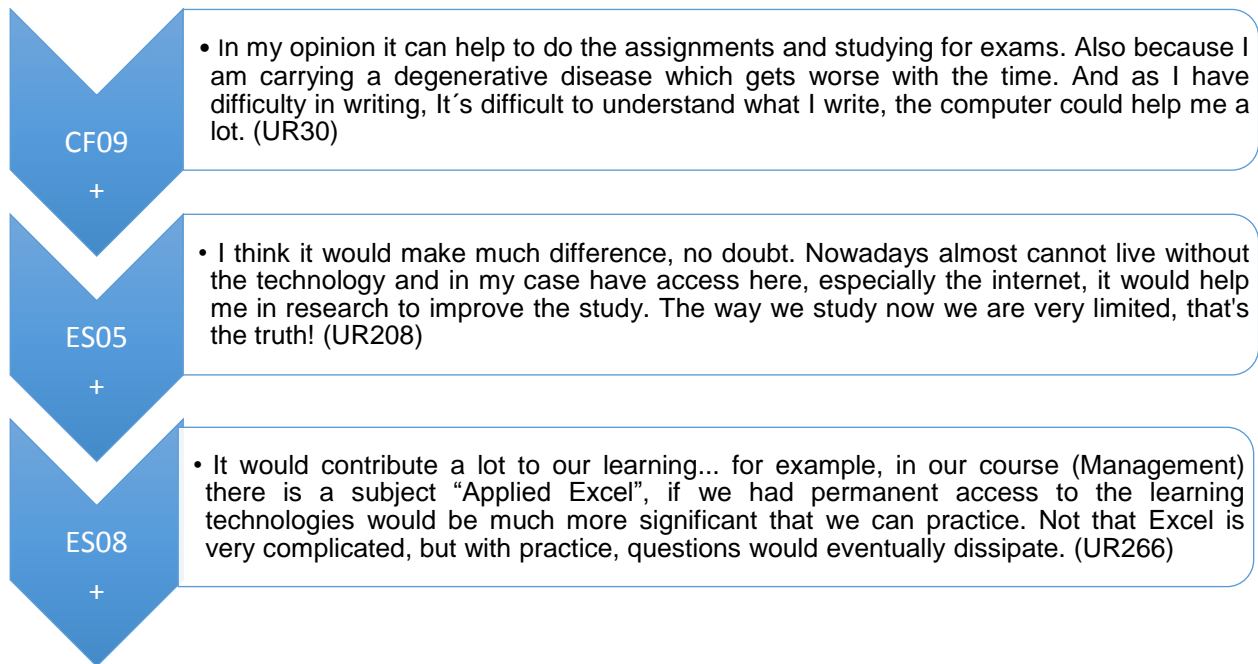 • In my opinion it can help to do the assignments and studying for exams. Also because I
am carrying a degenerative disease which gets worse with the time. And as I have
difficulty in writing, It´s difficult to understand what I write, the computer could help me a
lot. (UR30)
CF09
+
• I think it would make much difference, no doubt. Nowadays almost cannot live without
the technology and in my case have access here, especially the internet, it would help
me in research to improve the study. The way we study now we are very limited, that's
the truth! (UR208)
ES05
+
• It would contribute a lot to our learning... for example, in our course (Management)
there is a subject “Applied Excel”, if we had permanent access to the learning
technologies would be much more significant that we can practice. Not that Excel is
very complicated, but with practice, questions would eventually dissipate. (UR266)
ES08
+